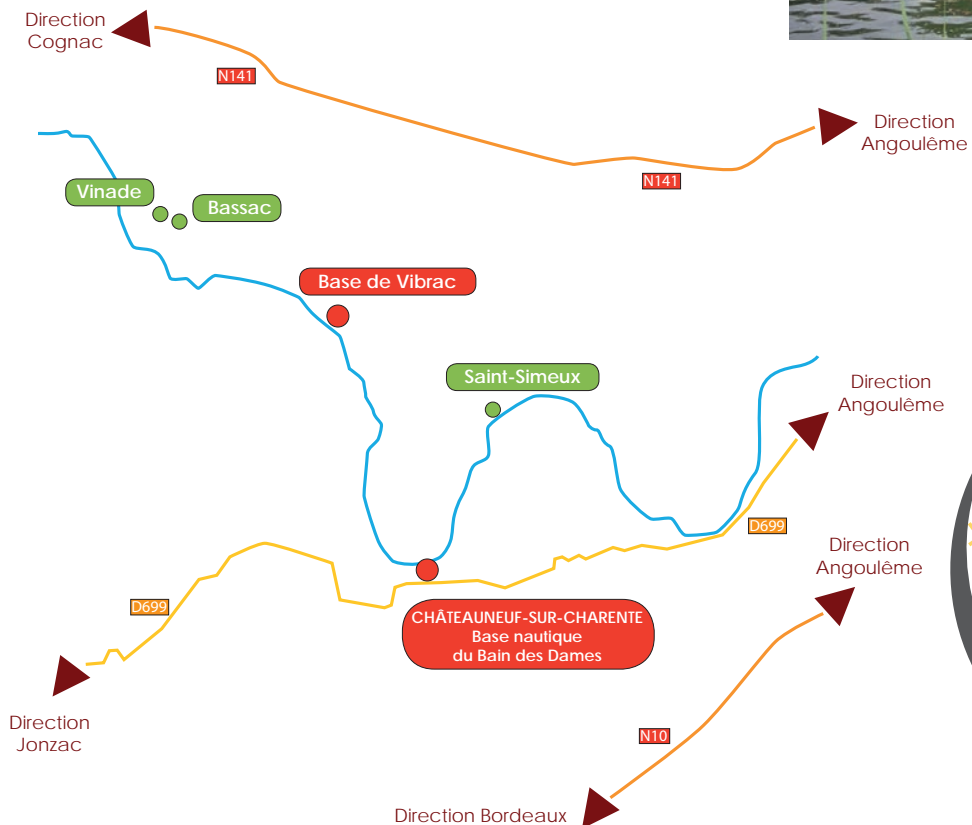 Direction
Cognac
N141
Direction
Angoulême
N141
Vinade
Bassac
Base de Vibrac
Saint-Simeux
Direction
Angoulême
D699
Direction
Angoulême
D699
CHÂTEAUNEUF-SUR-CHARENTE
Base nautique
du Bain des Dames
Direction
Jonzac
N10
Direction Bordeaux